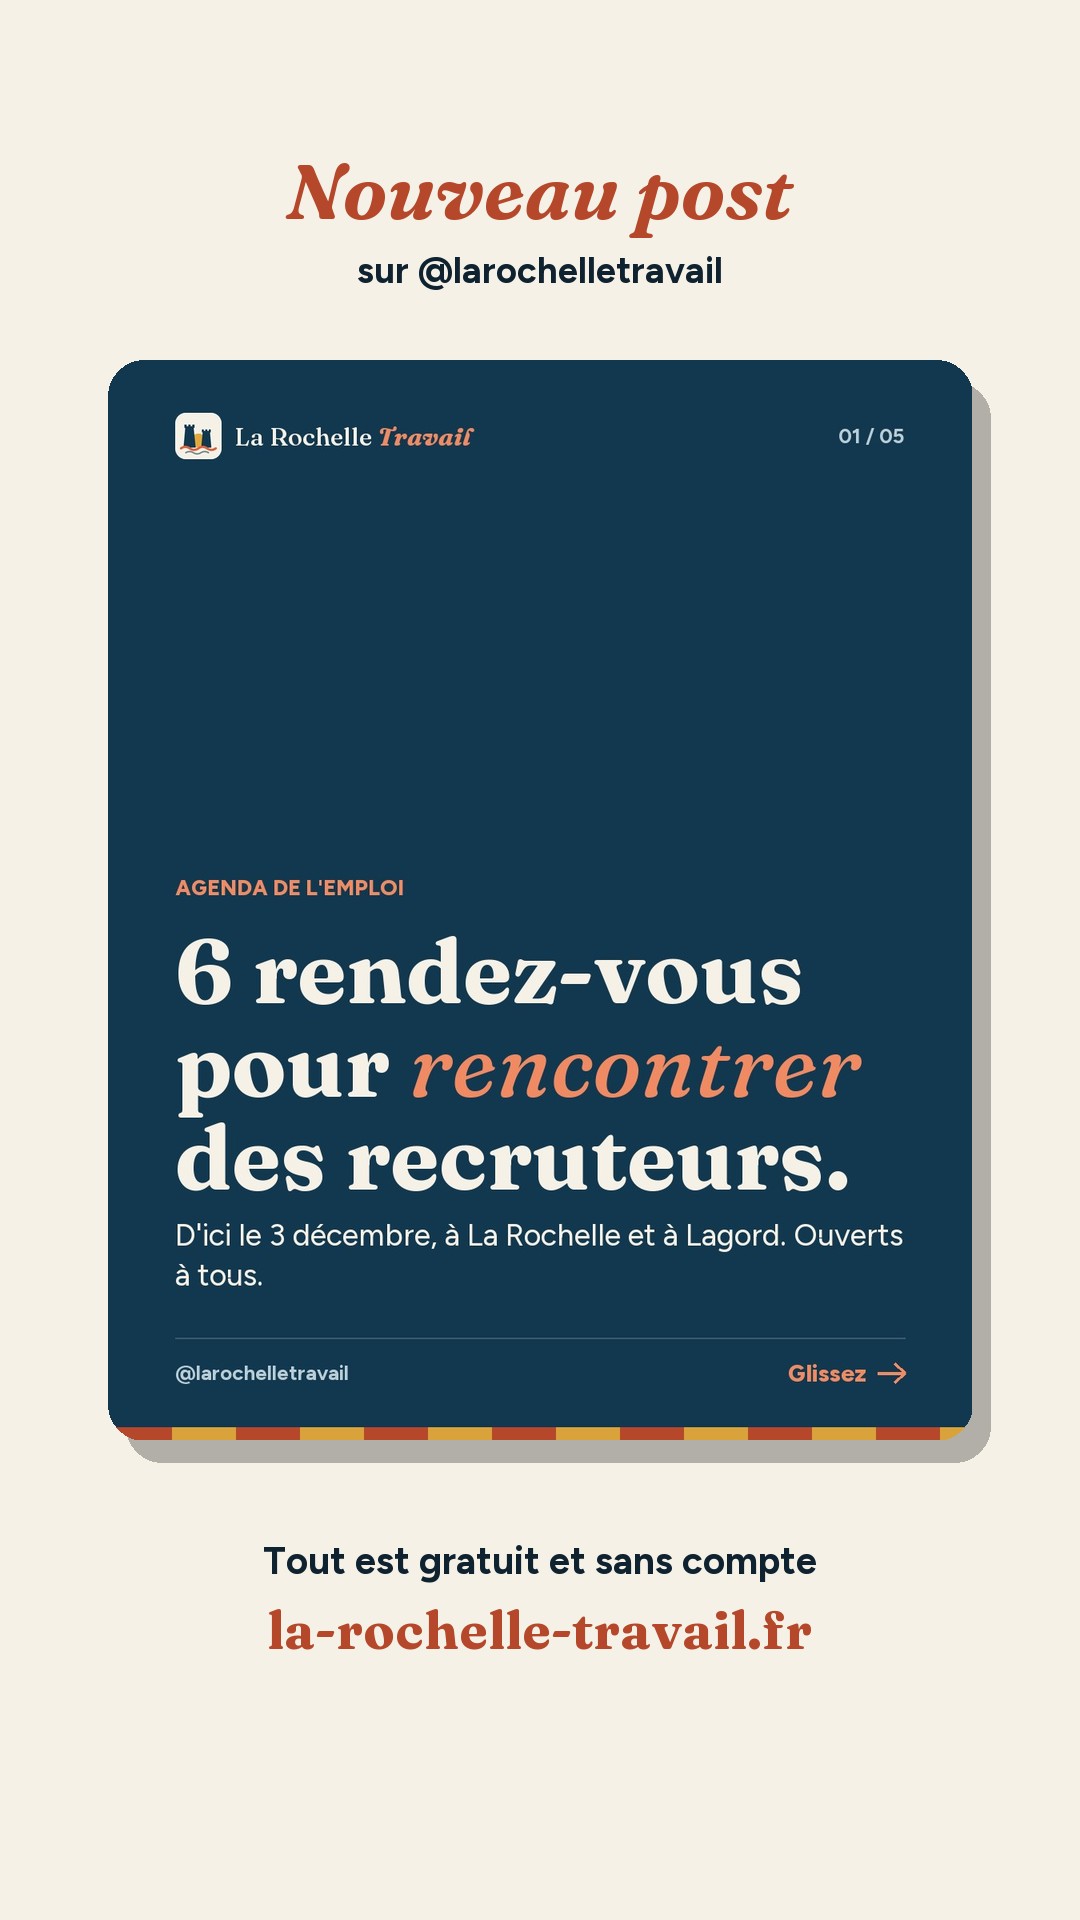 Nouveau post
sur @larochelletravail
La Rochelle Travail
01 / 05
AGENDA DE L'EMPLOI
6 rendez-vous
pour rencontrer
des recruteurs.
D'ici le 3 décembre, à La Rochelle et à Lagord. Ouverts
à tous.
@larochelletravail
Glissez →
Tout est gratuit et sans compte
la-rochelle-travail.fr